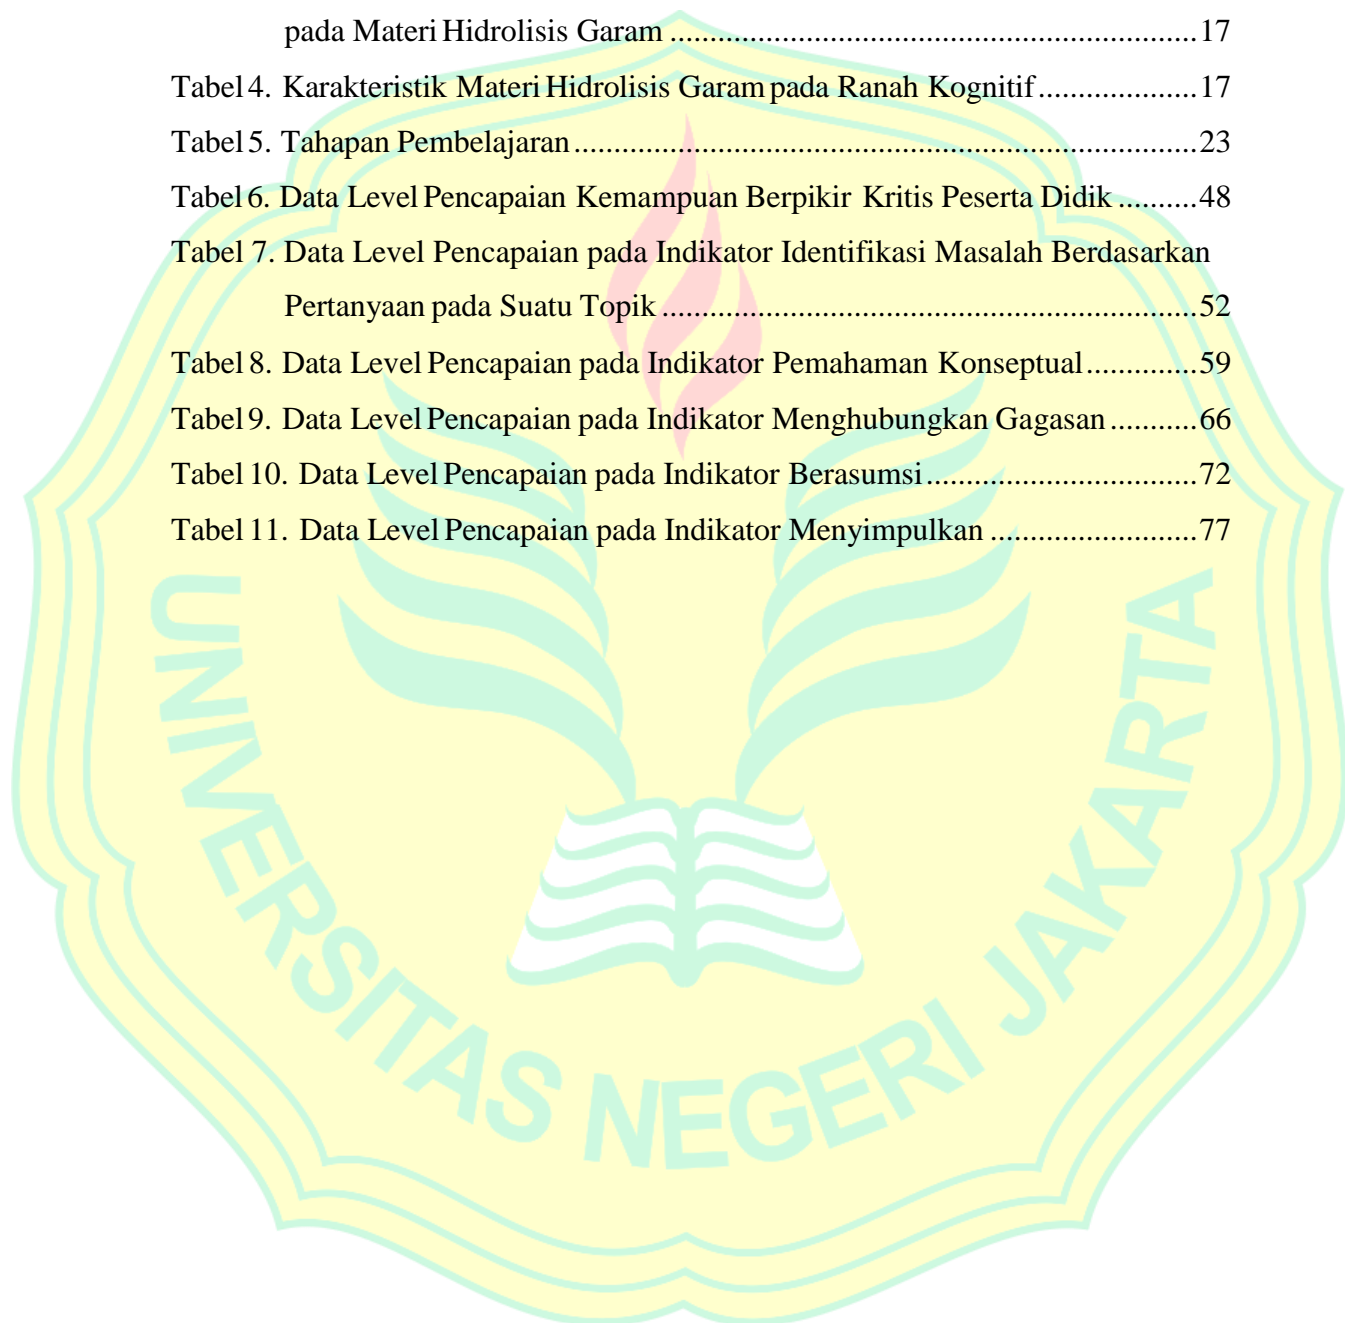 pada Materi Hidrolisis Garam .................................................................17
Tabel 4. Karakteristik Materi Hidrolisis Garam pada Ranah Kognitif....................17
Tabel 5. Tahapan Pembelajaran.............................................................................23
Tabel 6. Data Level Pencapaian Kemampuan Berpikir Kritis Peserta Didik ..........48
Tabel 7. Data Level Pencapaian pada Indikator Identifikasi Masalah Berdasarkan
Pertanyaan pada Suatu Topik ..................................................................52
Tabel 8. Data Level Pencapaian pada Indikator Pemahaman Konseptual..............59
Tabel 9. Data Level Pencapaian pada Indikator Menghubungkan Gagasan ...........66
Tabel 10. Data Level Pencapaian pada Indikator Berasumsi..................................72
Tabel 11. Data Level Pencapaian pada Indikator Menyimpulkan ..........................77
UNIVERSITAS NEGERI JAKARTA